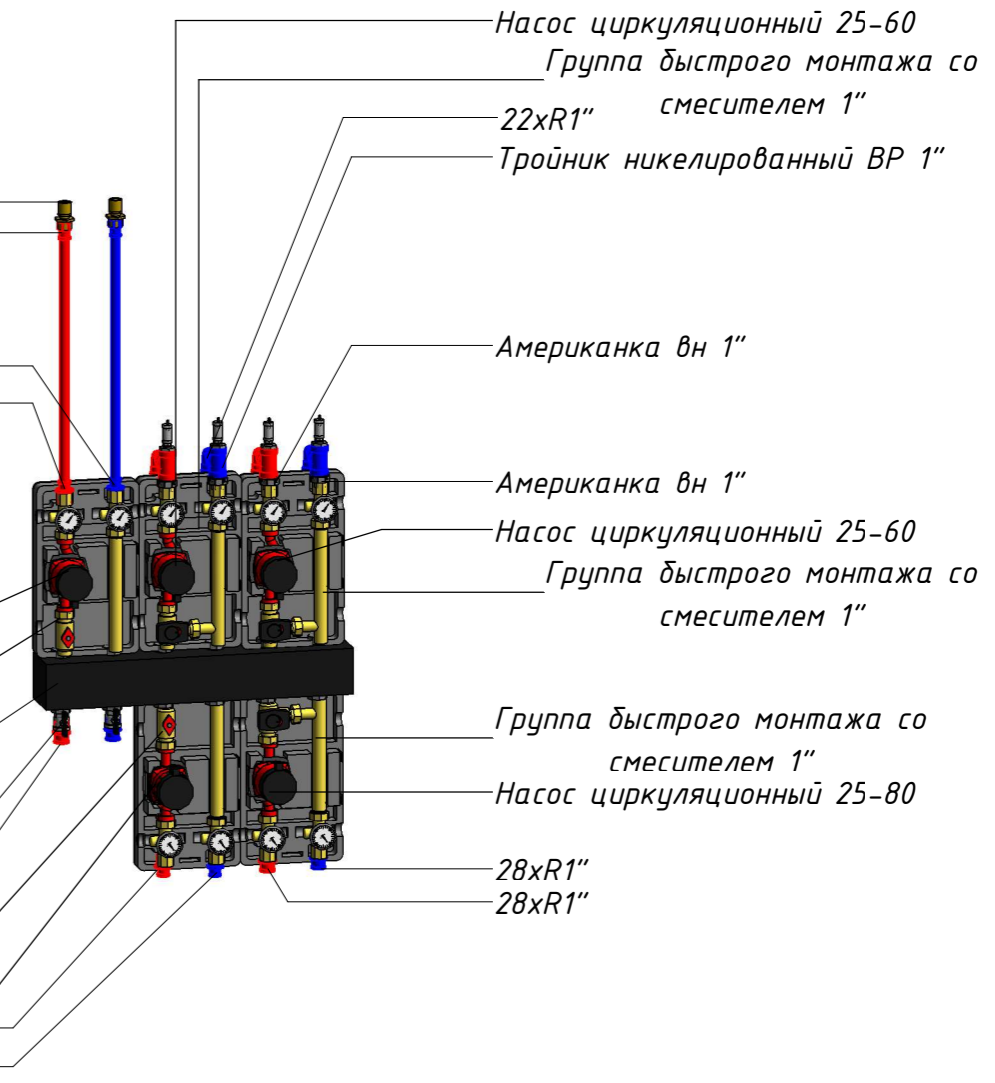 Насос циркуляционный 25-60
Группа быстрого монтажа со
смесителем 1"
22xR1"
Тройник никелированный ВР 1"
Американка вн 1"
Американка вн 1"
Насос циркуляционный 25-60
Группа быстрого монтажа со
смесителем 1"
Группа быстрого монтажа со
смесителем 1"
Насос циркуляционный 25-80
28xR1"
28xR1"